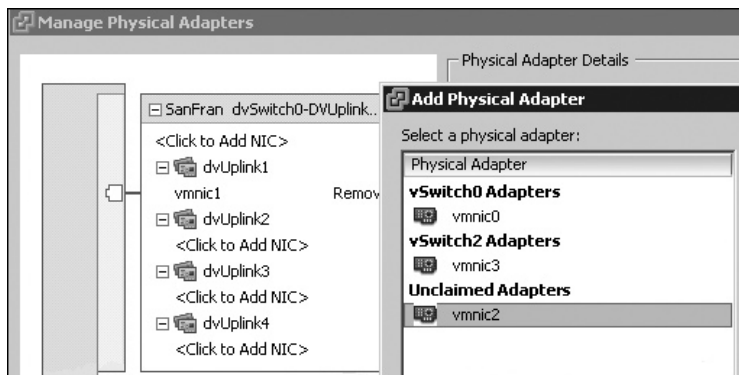 Manage Physical Adapters
Physical Adapter Details
SanFran dvSwitch0-DVUplink...
<Click to Add NIC>
dvUplink1
vmnic1 Remov
dvUplink2
<Click to Add NIC>
dvUplink3
<Click to Add NIC>
dvUplink4
<Click to Add NIC>
Add Physical Adapter
Select a physical adapter:
Physical Adapter
vSwitch0 Adapters
vmnic0
vSwitch2 Adapters
vmnic3
Unclaimed Adapters
vmnic2